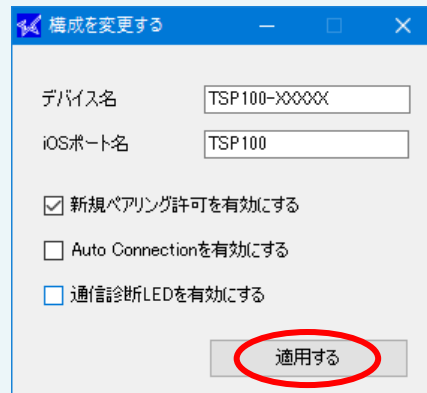 構成を変更する
デバイス名 TSP100-XXXXX
iOSポート名 TSP100
新規ペアリング許可を有効にする
Auto Connectionを有効にする
通信診断LEDを有効にする
適用する